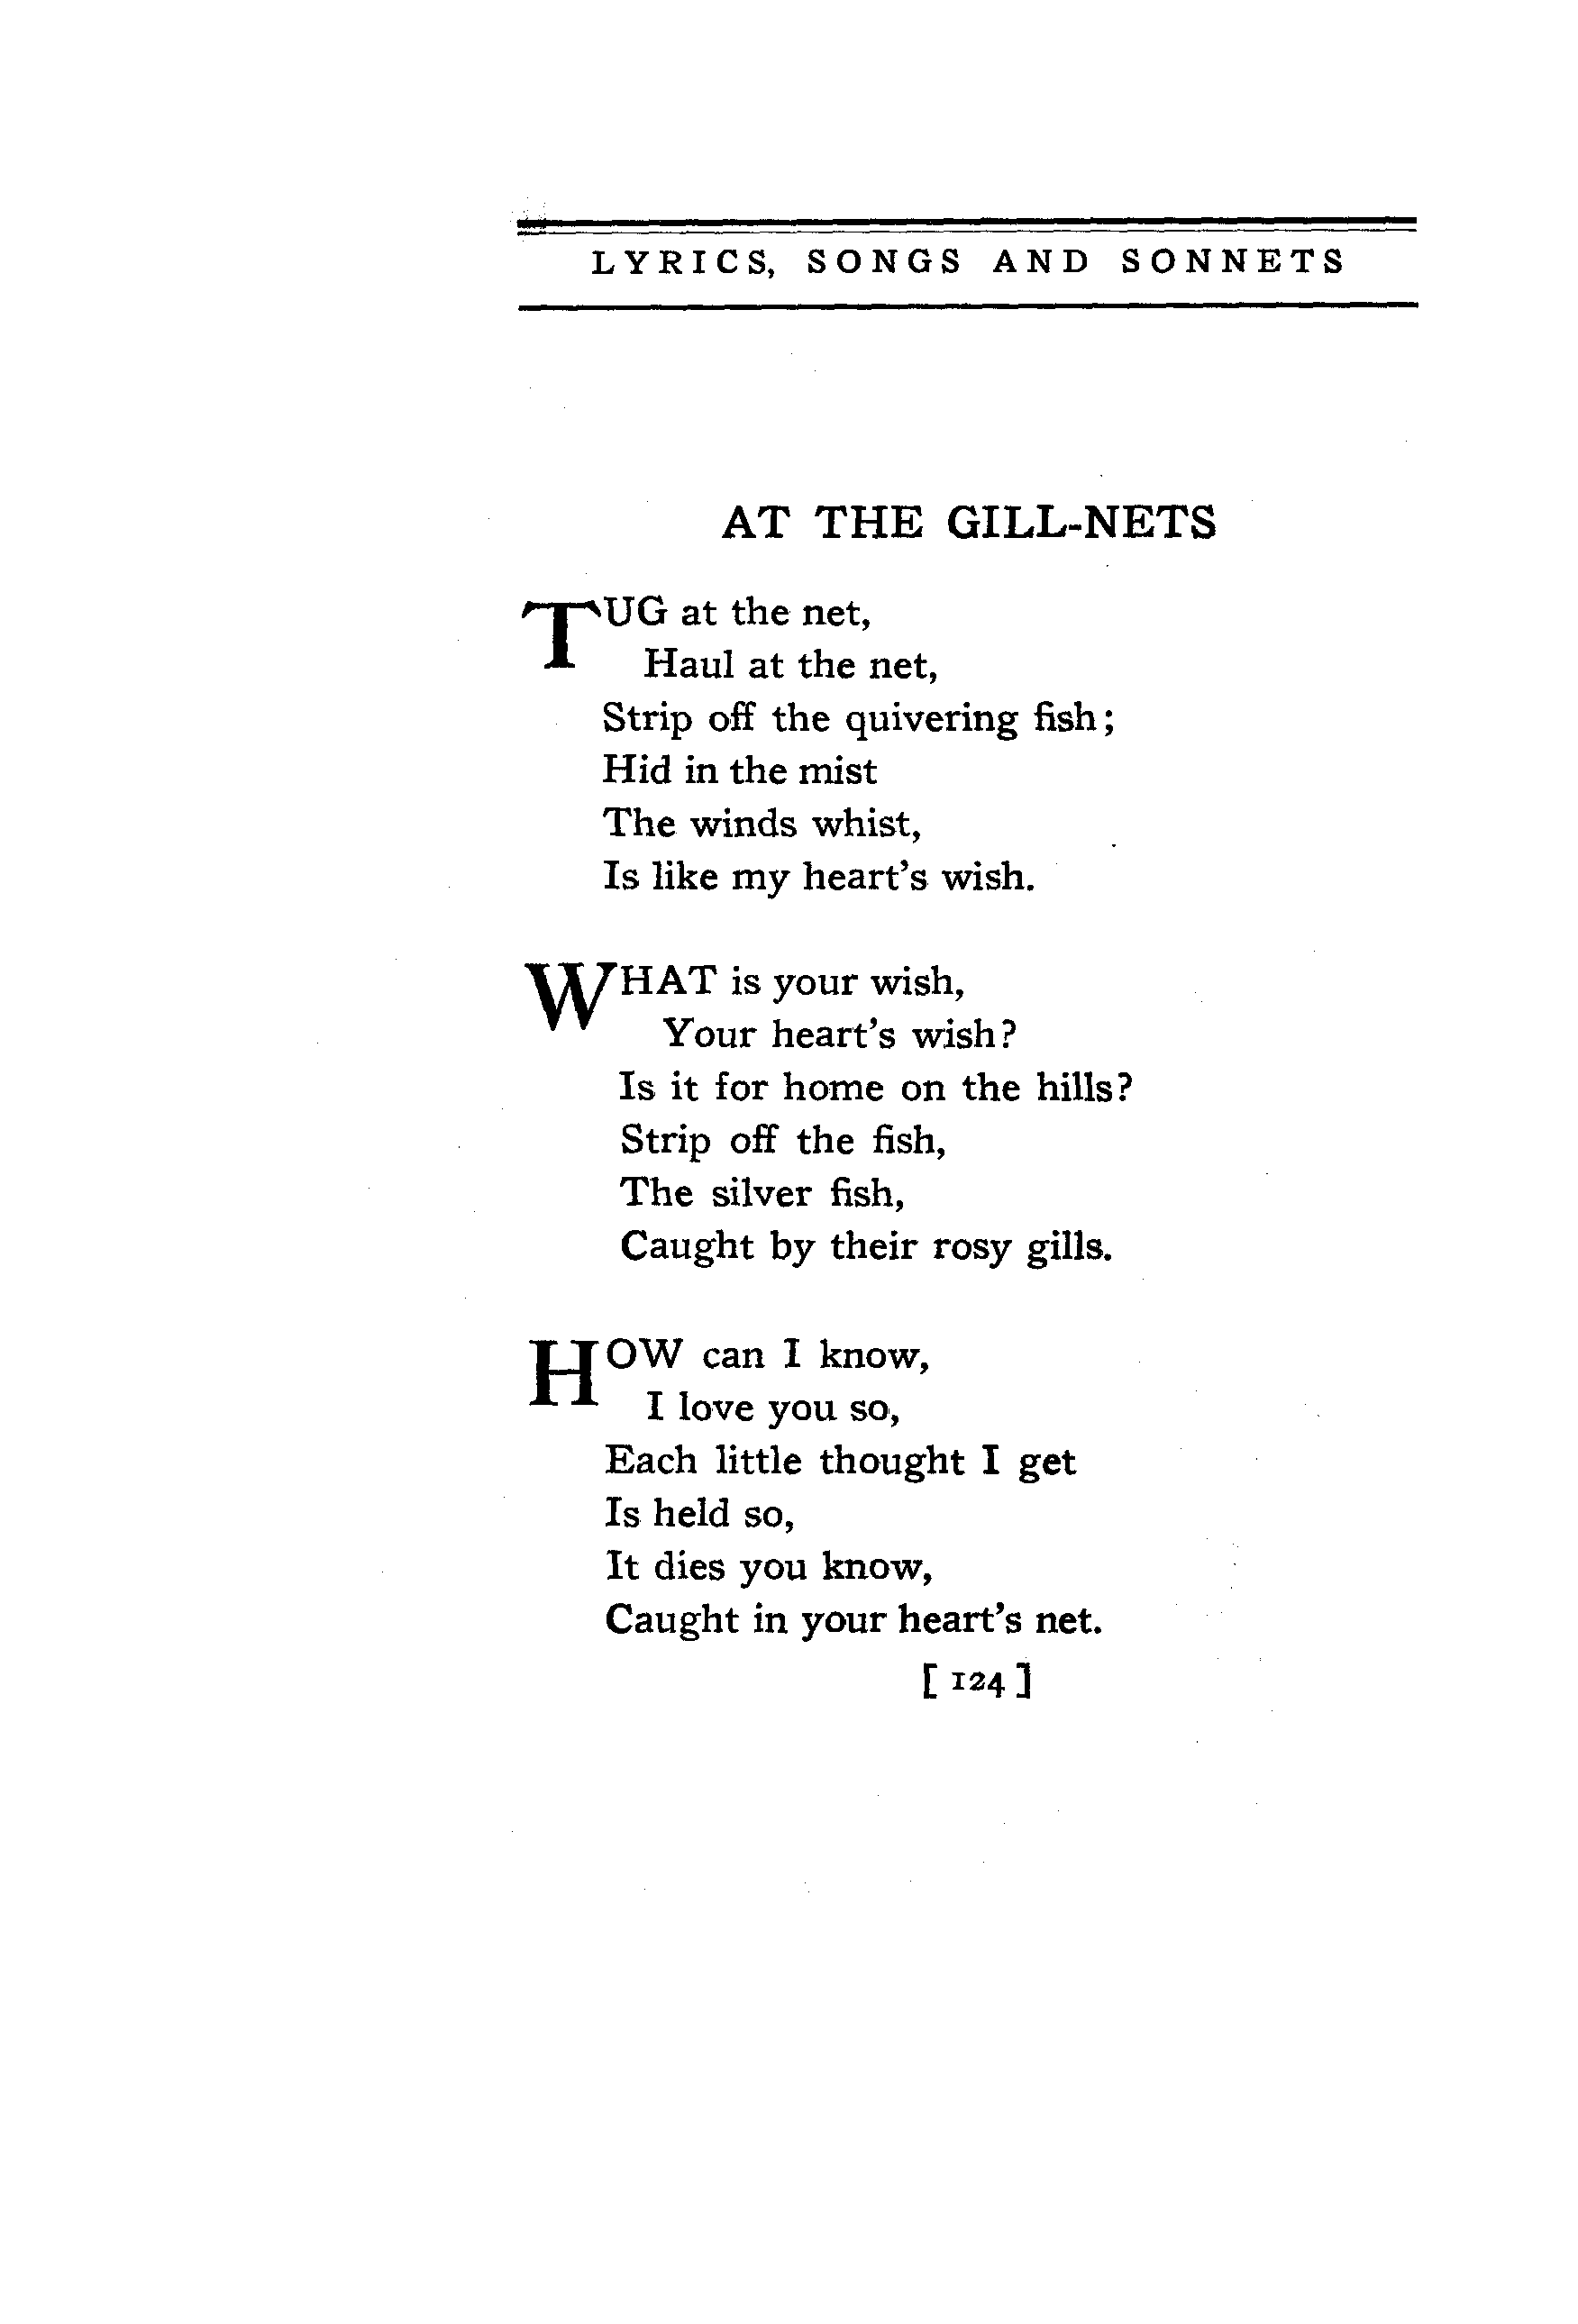 LYRICS, SONGS AND SONNETS
AT THE GILL-NETS
TUG at the net,
Haul at the net,
Strip off the quivering fish;
Hid in the mist
The winds whist,
Is like my heart's wish.
WHAT is your wish,
Your heart's wish?
Is it for home on the hills?
Strip off the fish,
The silver fish,
Caught by their rosy gills.
HOW can I know,
I love you so,
Each little thought I get
Is held so,
It dies you know,
Caught in your heart's net.
[ 124 ]